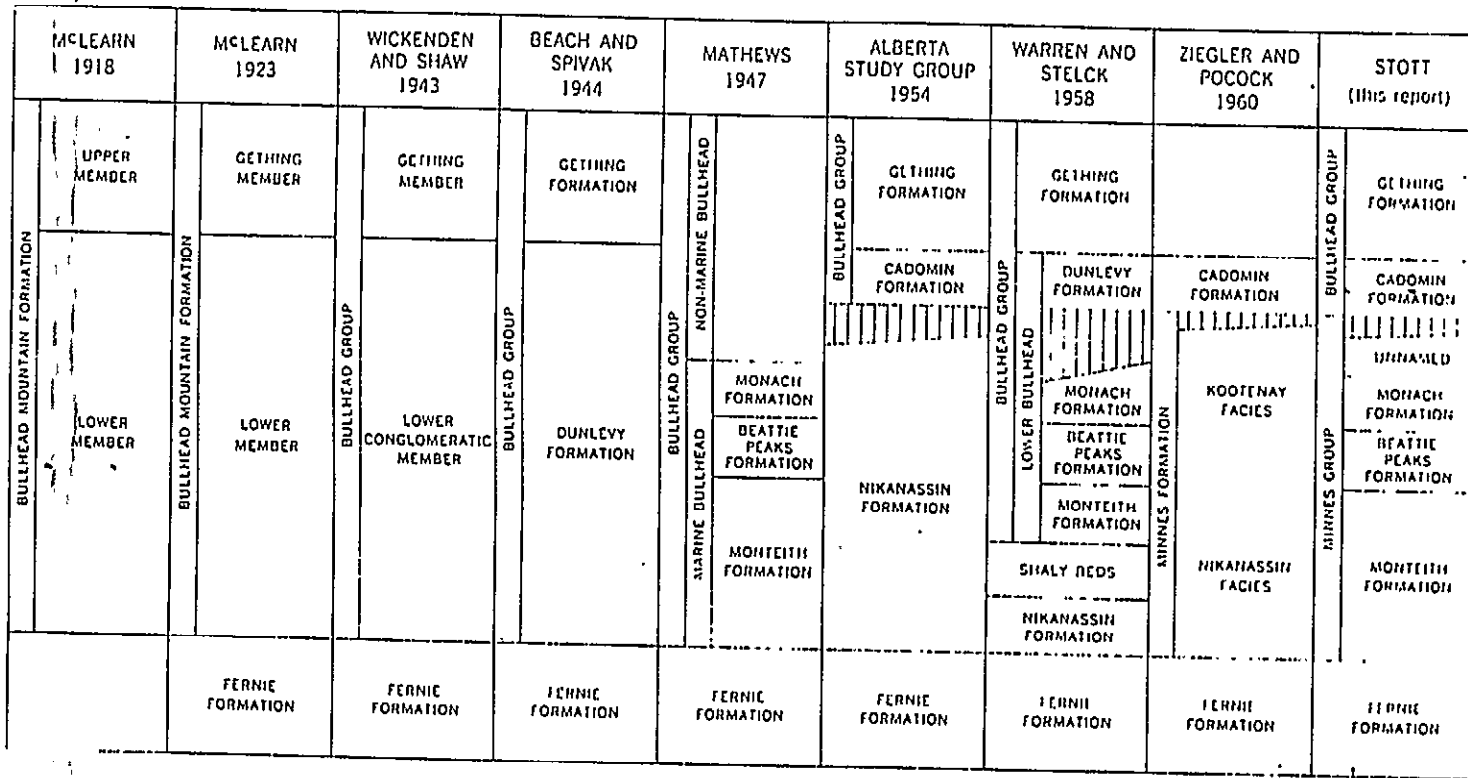 McLEARN
1918
McLEARN
1923
WICKENDEN
AND SHAW
1943
BEACH AND
SPIVAK
1944
MATHEWS
1947
ALBERTA
STUDY GROUP
1954
WARREN AND
STELCK
1958
ZIEGLER AND
POCOCK
1960
STOTT
(this report)
BULLHEAD MOUNTAIN FORMATION
UPPER
MEMBER
LOWER
MEMBER
BULLHEAD MOUNTAIN FORMATION
GETHING
MEMBER
LOWER
MEMBER
FERNIE
FORMATION
BULLHEAD GROUP
GETHING
MEMBER
LOWER
CONGLOMERATIC
MEMBER
FERNIE
FORMATION
BULLHEAD GROUP
GETHING
FORMATION
DUNLEVY
FORMATION
FERNIE
FORMATION
BULLHEAD GROUP
NON-MARINE BULLHEAD
MARINE BULLHEAD
MONACH
FORMATION
BEATTIE
PEAKS
FORMATION
MONTEITH
FORMATION
FERNIE
FORMATION
BULLHEAD GROUP
GETHING
FORMATION
CADOMIN
FORMATION
NIKANASSIN
FORMATION
FERNIE
FORMATION
BULLHEAD GROUP
LOWER BULLHEAD
GETHING
FORMATION
DUNLEVY
FORMATION
MONACH
FORMATION
BEATTIE
PEAKS
FORMATION
MONTEITH
FORMATION
SHALY BEDS
NIKANASSIN
FORMATION
FERNIE
FORMATION
MINNES FORMATION
CADOMIN
FORMATION
KOOTENAY
FACIES
NIKANASSIN
FACIES
FERNIE
FORMATION
BULLHEAD GROUP
MINNES GROUP
GETHING
FORMATION
CADOMIN
FORMATION
UNNAMED
MONACH
FORMATION
BEATTIE
PEAKS
FORMATION
MONTEITH
FORMATION
FERNIE
FORMATION